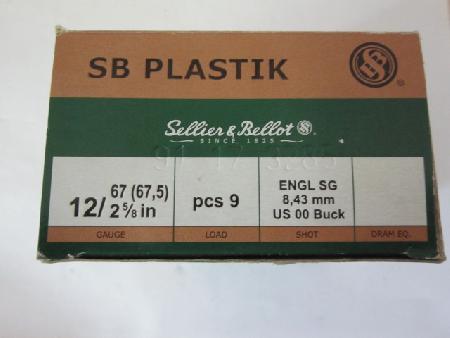 SB PLASTIK
®
Sellier & Bellot
SINCE 1825
12/ 67 (67,5)
2 5/8 in
pcs 9
ENGL SG
8,43 mm
US 00 Buck
GAUGE
LOAD
SHOT
DRAM EQ.